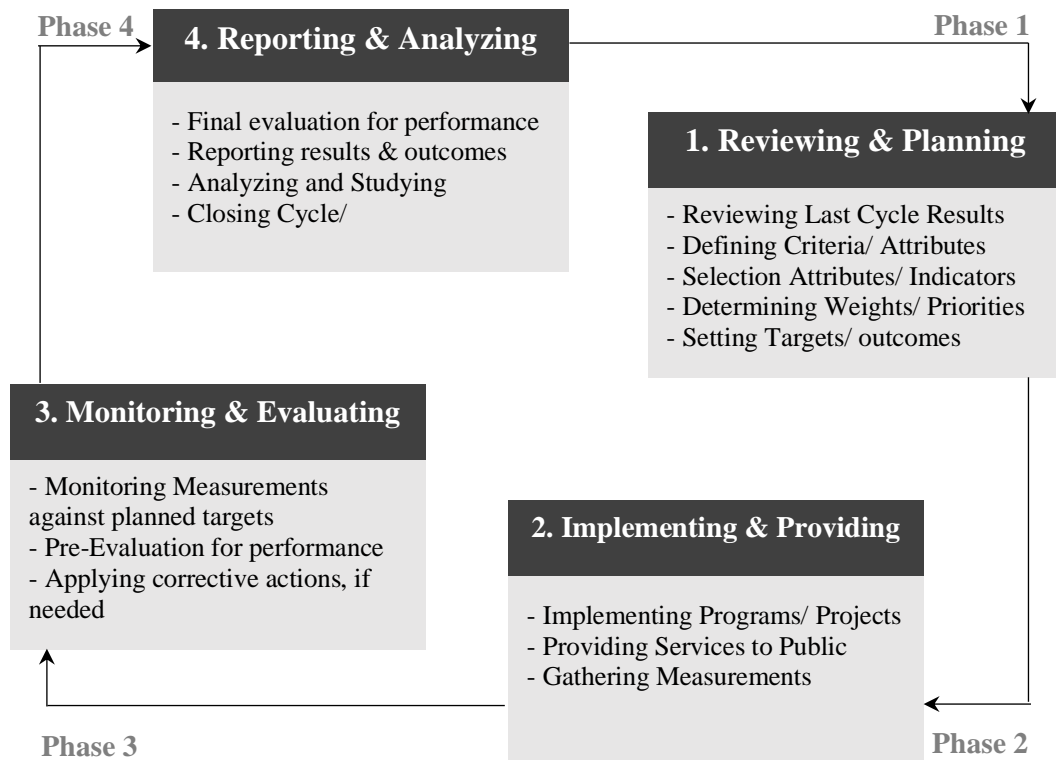 Phase 4
4. Reporting & Analyzing
- Final evaluation for performance
- Reporting results & outcomes
- Analyzing and Studying
- Closing Cycle/
Phase 1
1. Reviewing & Planning
- Reviewing Last Cycle Results
- Defining Criteria/ Attributes
- Selection Attributes/ Indicators
- Determining Weights/ Priorities
- Setting Targets/ outcomes
3. Monitoring & Evaluating
- Monitoring Measurements
against planned targets
- Pre-Evaluation for performance
- Applying corrective actions, if
needed
2. Implementing & Providing
- Implementing Programs/ Projects
- Providing Services to Public
- Gathering Measurements
Phase 3
Phase 2